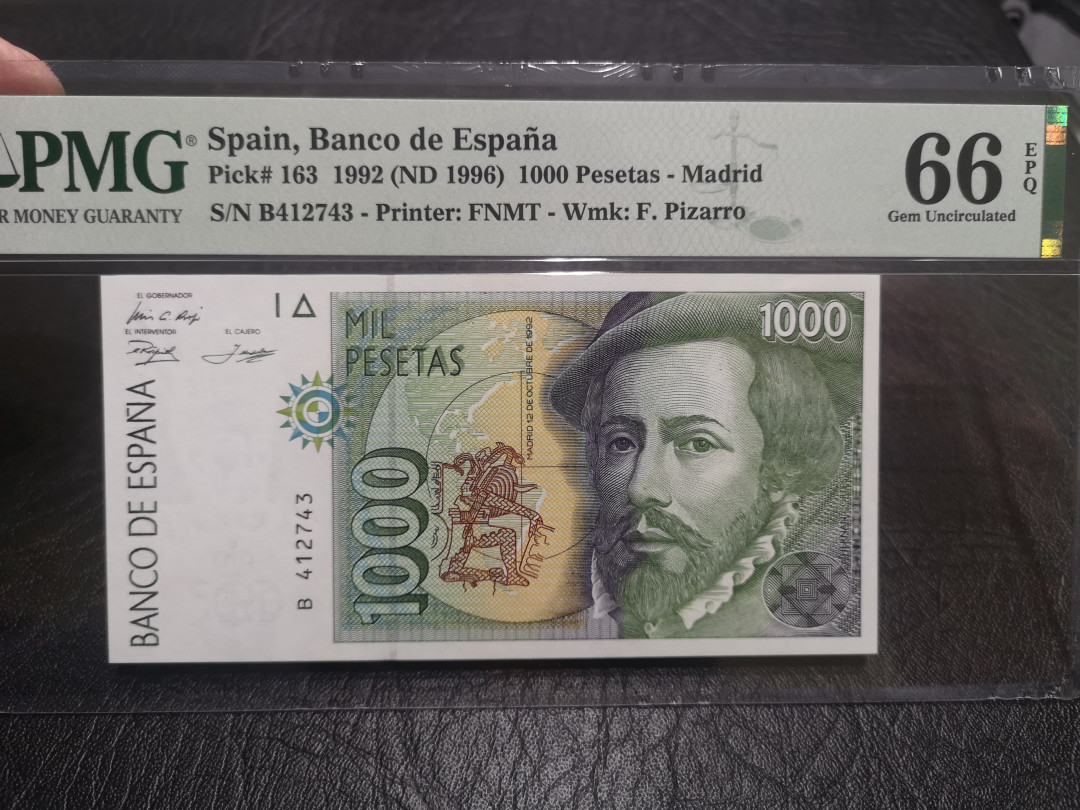 PMG® Spain, Banco de España
Pick# 163 1992 (ND 1996) 1000 Pesetas - Madrid
R MONEY GUARANTY S/N B412743 - Printer: FNMT - Wmk: F. Pizarro
66 EPQ
Gem Uncirculated
EL GOBERNADOR
EL INTERVENTOR EL CAJERO
MIL
PESETAS
1000
MADRID 12 DE OCTUBRE DE 1992
BANCO DE ESPAÑA
B 412743
1000